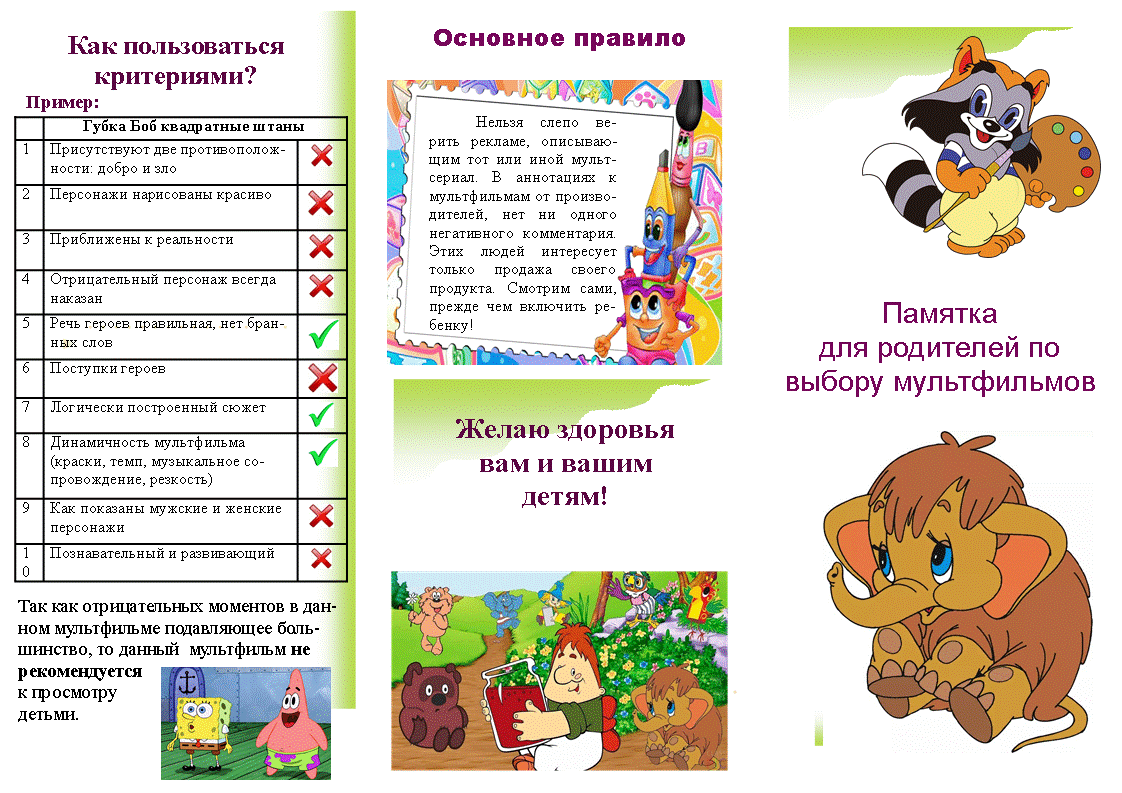 Как пользоваться
критериями?
Пример:
Губка Боб квадратные штаны
1 Присутствуют две противополож-
ности: добро и зло
2 Персонажи нарисованы красиво
3 Приближены к реальности
4 Отрицательный персонаж всегда
наказан
5 Речь героев правильная, нет бран-
ных слов
6 Поступки героев
7 Логически построенный сюжет
8 Динамичность мультфильма
(краски, темп, музыкальное со-
провождение, резкость)
9 Как показаны мужские и женские
персонажи
1 Познавательный и развивающий
0
Так как отрицательных моментов в дан-
ном мультфильме подавляющее боль-
шинство, то данный мультфильм не
рекомендуется
к просмотру
детьми.
Основное правило
Нельзя слепо ве-
рить рекламе, описываю-
щим тот или иной мульт-
сериал. В аннотациях к
мультфильмам от произво-
дителей, нет ни одного
негативного комментария.
Этих людей интересует
только продажа своего
продукта. Смотрим сами,
прежде чем включить ре-
бенку!
Желаю здоровья
вам и вашим
детям!
Памятка
для родителей по
выбору мультфильмов